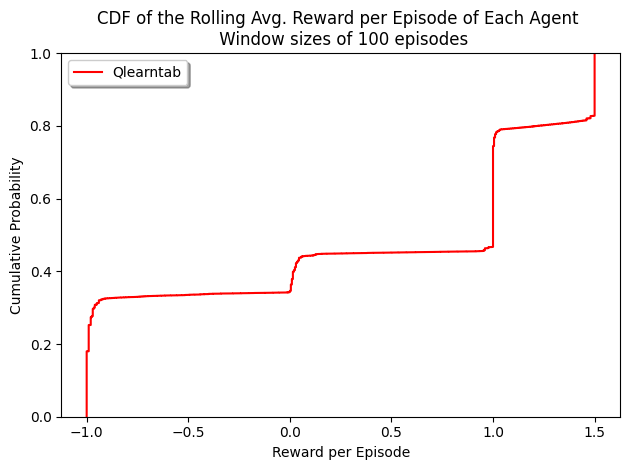 CDF of the Rolling Avg. Reward per Episode of Each Agent
Window sizes of 100 episodes
Qlearntab
1.0
0.8
0.6
0.4
0.2
0.0
Cumulative Probability
−1.0
−0.5
0.0
0.5
1.0
1.5
Reward per Episode